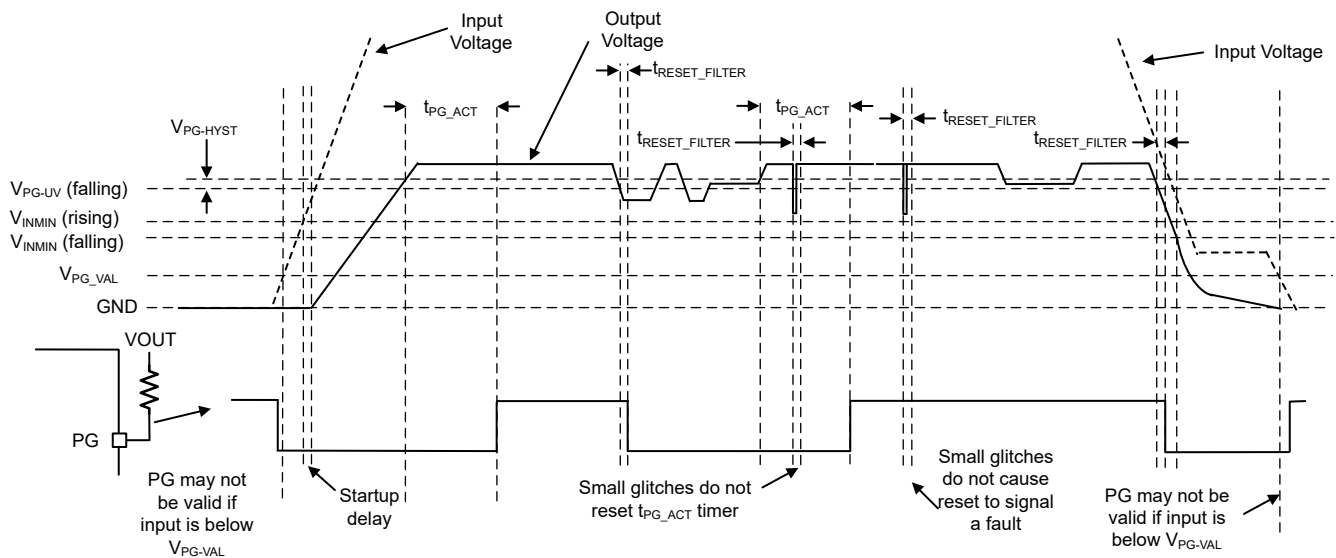 Input
Voltage
Output
Voltage
Input Voltage
tRESET_FILTER
tPG_ACT
tPG_ACT
tRESET_FILTER
tRESET_FILTER
tRESET_FILTER
VPG-HYST
VPG-UV (falling)
VINMIN (rising)
VINMIN (falling)
VPG_VAL
GND
VOUT
PG
PG may not
be valid if
input is below
VPG-VAL
Startup
delay
Small glitches do not
reset tPG_ACT timer
Small glitches
do not cause
reset to signal
a fault
PG may not be
valid if input is
below VPG-VAL